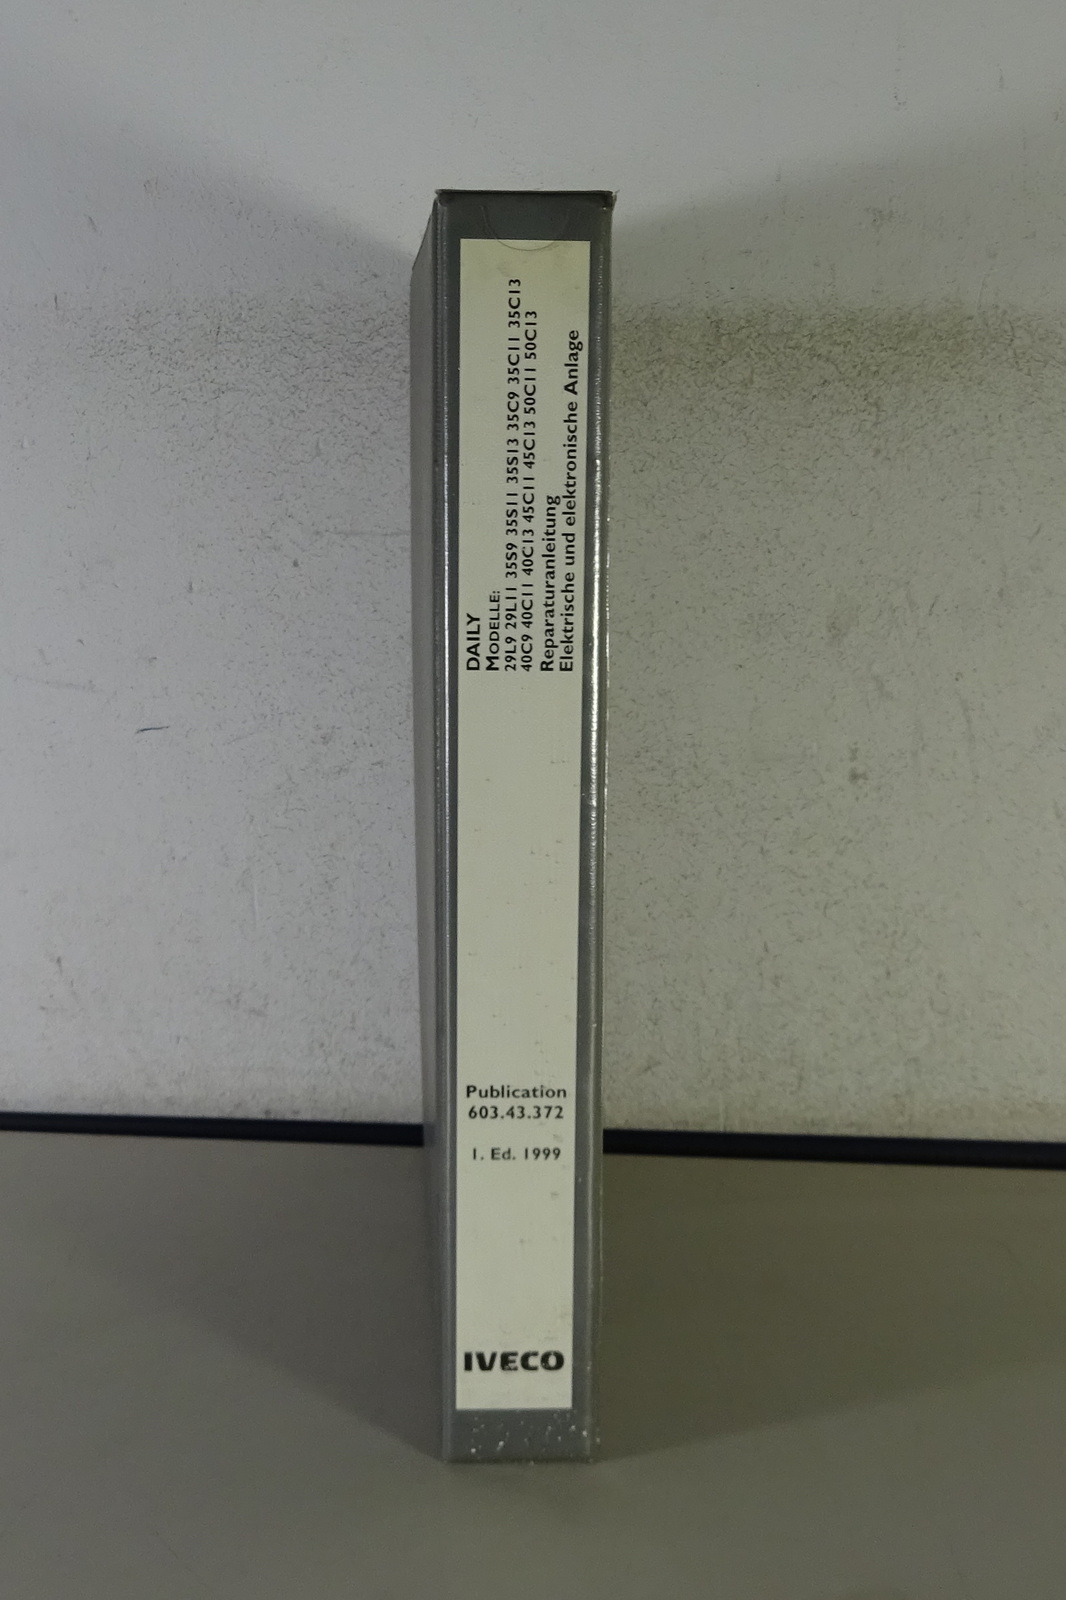 DAILY
MODELLE:
29L9 29L11 35S9 35S11 35S13 35C9 35C11 35C13
40C9 40C11 40C13 45C11 45C13 50C11 50C13
Reparaturanleitung
Elektrische und elektronische Anlage
Publication
603.43.372
1. Ed. 1999
IVECO